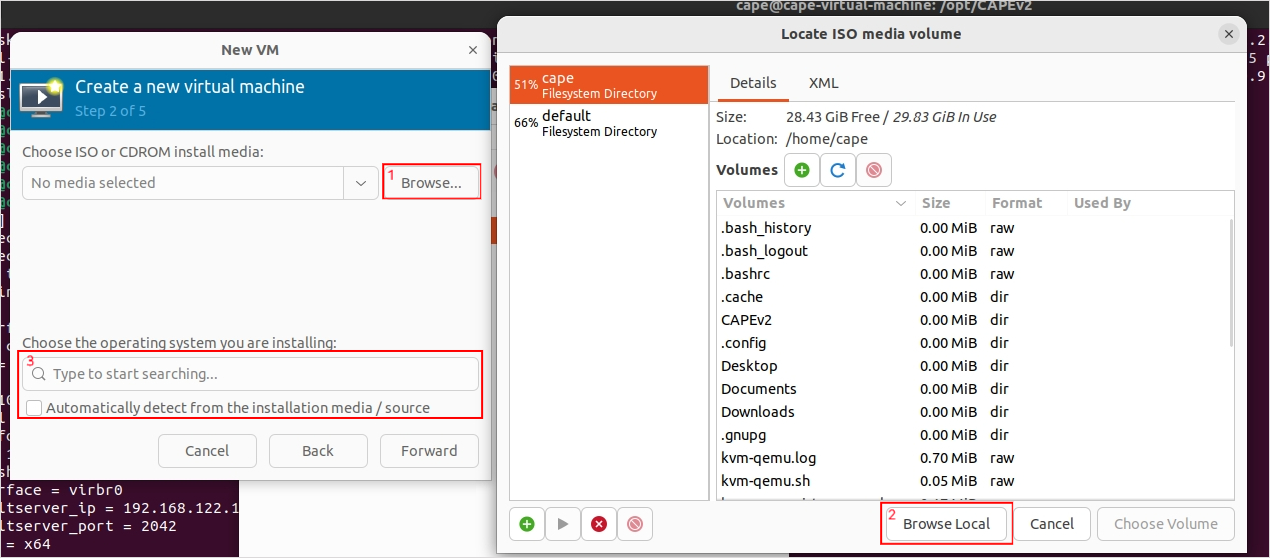 cape@cape-virtual-machine: /opt/CAPEv2
New VM
Create a new virtual machine
Step 2 of 5
Choose ISO or CDROM install media:
No media selected
1
Browse...
Choose the operating system you are installing:
3
Type to start searching...
Automatically detect from the installation media / source
Cancel
Back
Forward
rface = virbr0
ltserver_ip = 192.168.122.1
ltserver_port = 2042
= x64
Locate ISO media volume
51% cape
Filesystem Directory
66% default
Filesystem Directory
Details
XML
Size: 28.43 GiB Free / 29.83 GiB In Use
Location: /home/cape
Volumes
Volumes Size Format Used By
.bash_history 0.00 MiB raw
.bash_logout 0.00 MiB raw
.bashrc 0.00 MiB raw
.cache 0.00 MiB dir
CAPEv2 0.00 MiB dir
.config 0.00 MiB dir
Desktop 0.00 MiB dir
Documents 0.00 MiB dir
Downloads 0.00 MiB dir
.gnupg 0.00 MiB dir
kvm-qemu.log 0.70 MiB raw
kvm-qemu.sh 0.05 MiB raw
2
Browse Local
Cancel
Choose Volume